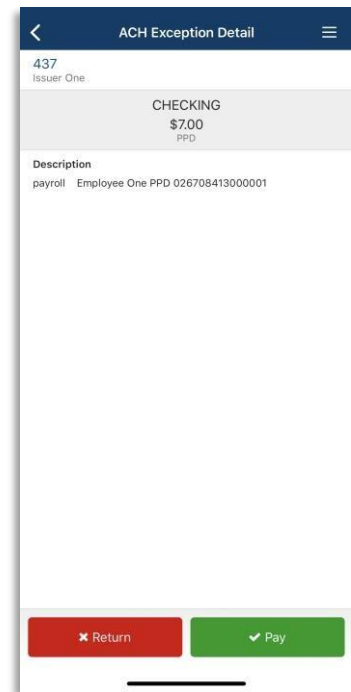 ACH Exception Detail
437
Issuer One
CHECKING
$7.00
PPD
Description
payroll Employee One PPD 026708413000001
Return
Pay